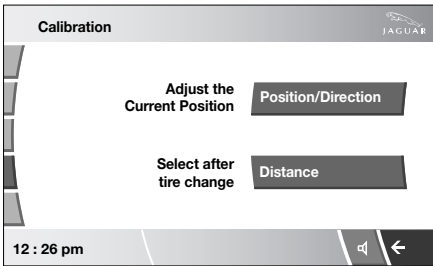 Calibration
JAGUAR
Adjust the
Current Position
Position/Direction
Select after
tire change
Distance
12 : 26 pm